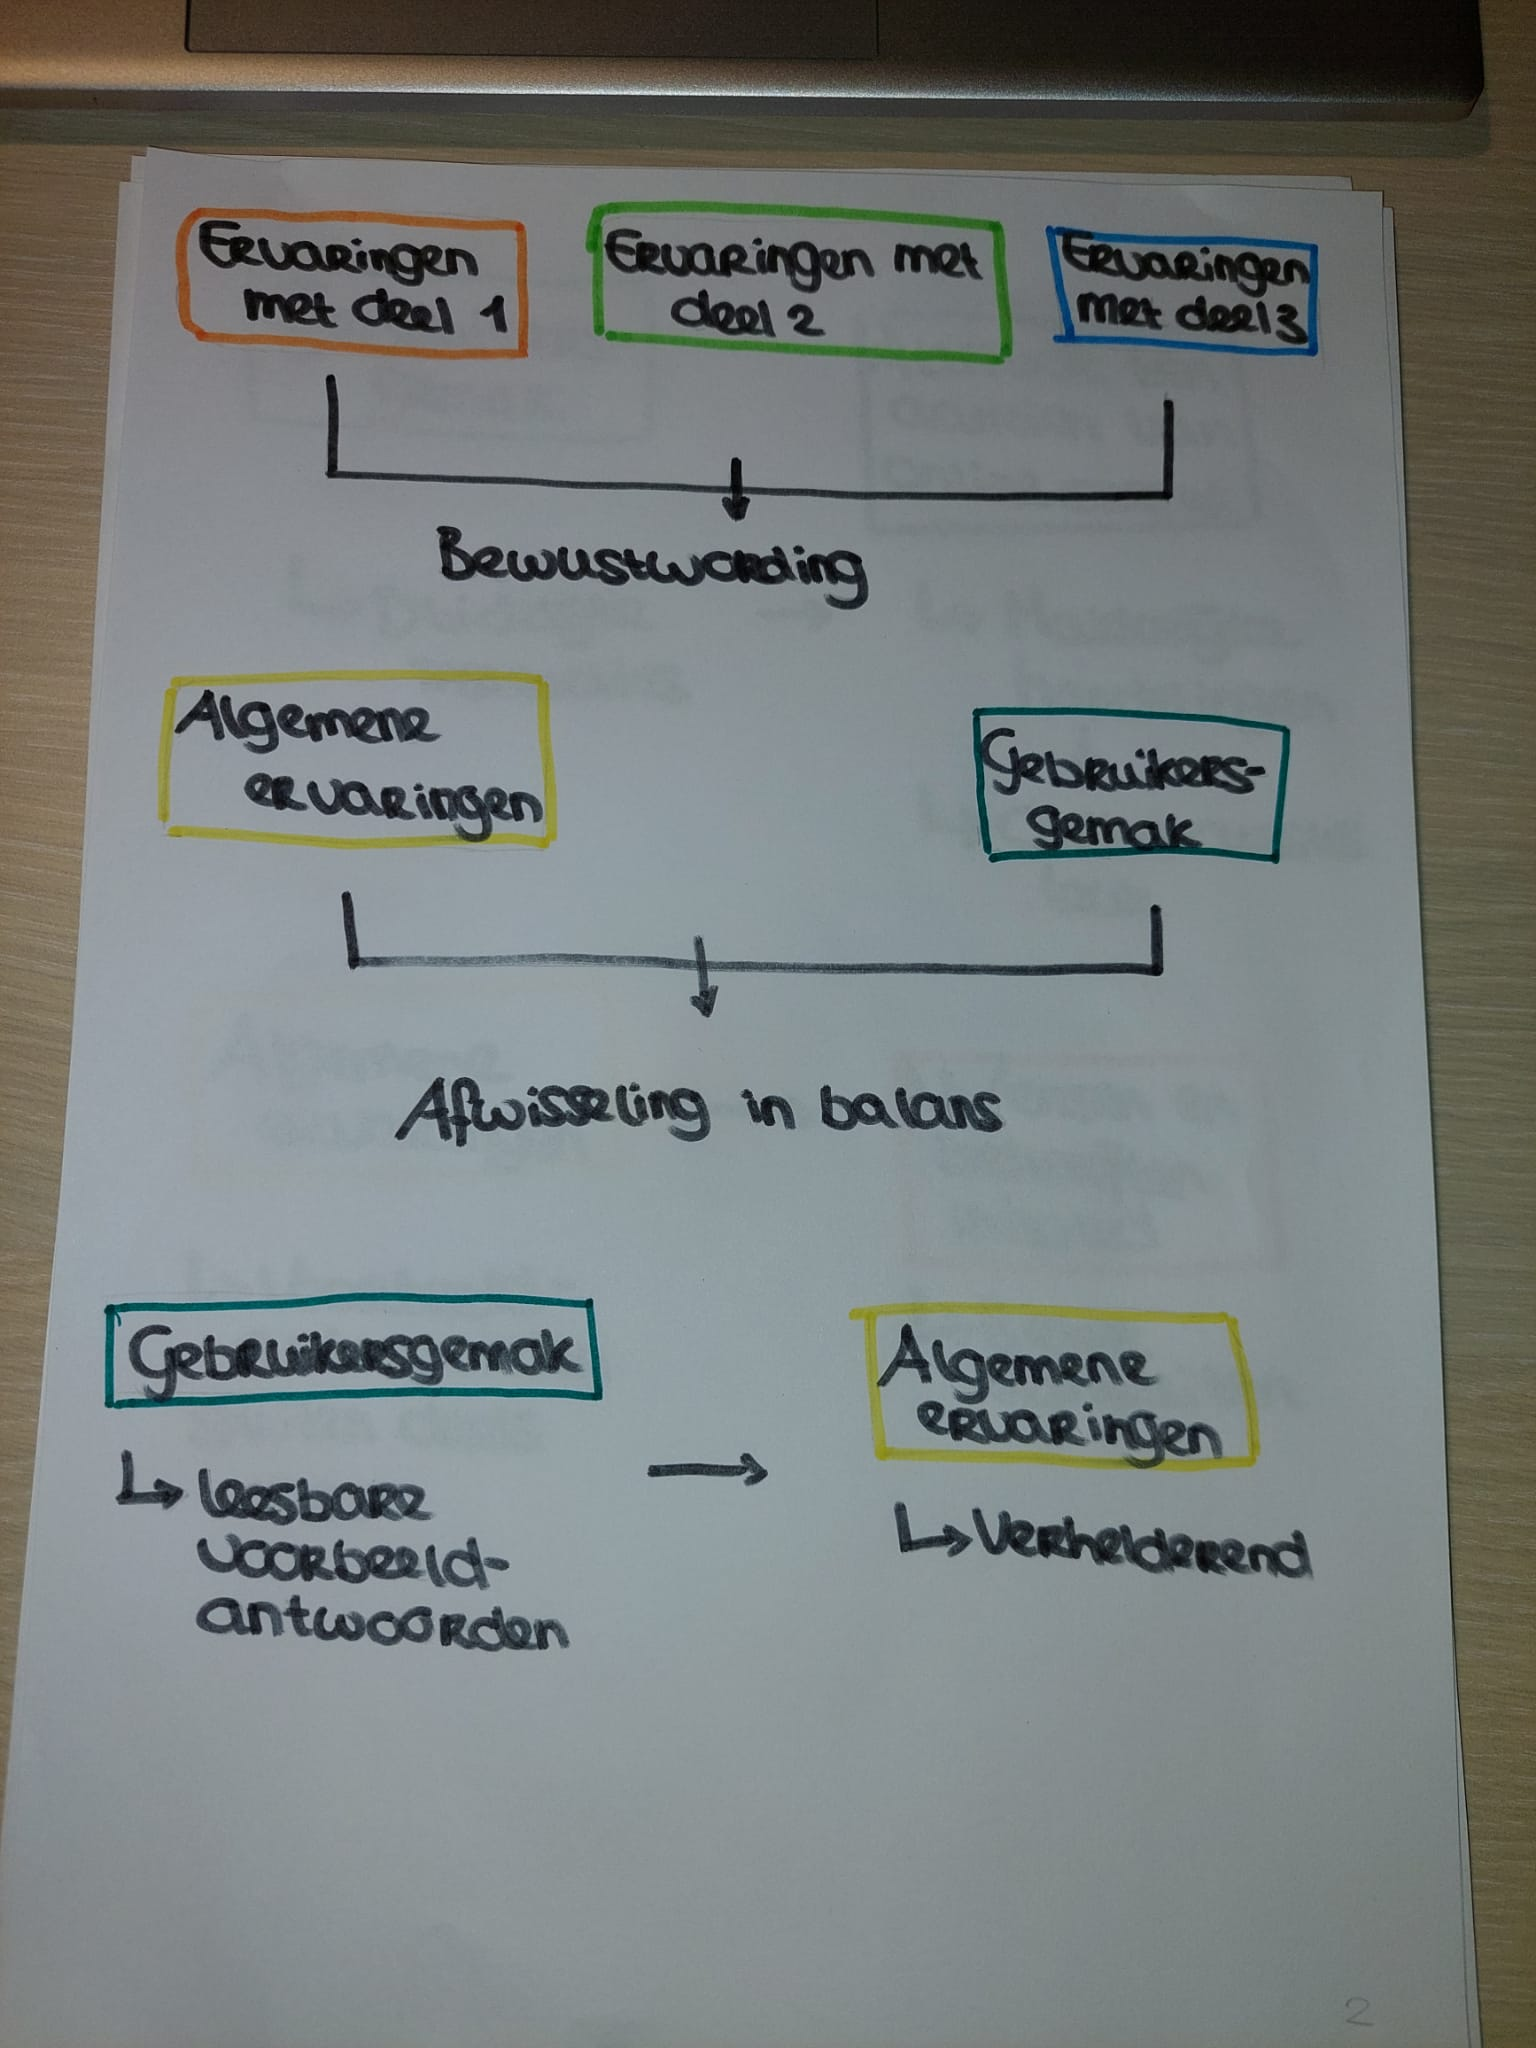 Ervaringen
met deel 1
Ervaringen met
deel 2
Ervaringen
met deel 3
Bewustwording
Algemene
ervaringen
Gebruikers-
gemak
Afwisseling in balans
Gebruikersgemak
Algemene
ervaringen
↳ leesbare
voorbeeld-
antwoorden
→
↳ Verhelderend
2